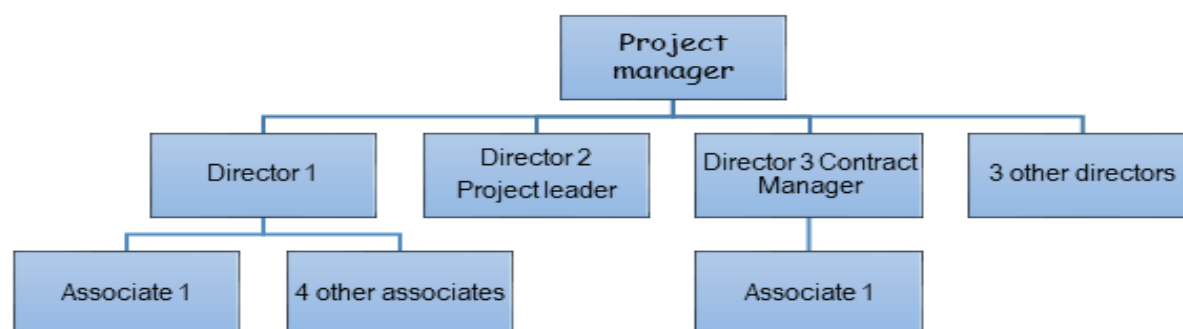 Project
manager
Director 1
Director 2
Project leader
Director 3 Contract
Manager
3 other directors
Associate 1
4 other associates
Associate 1